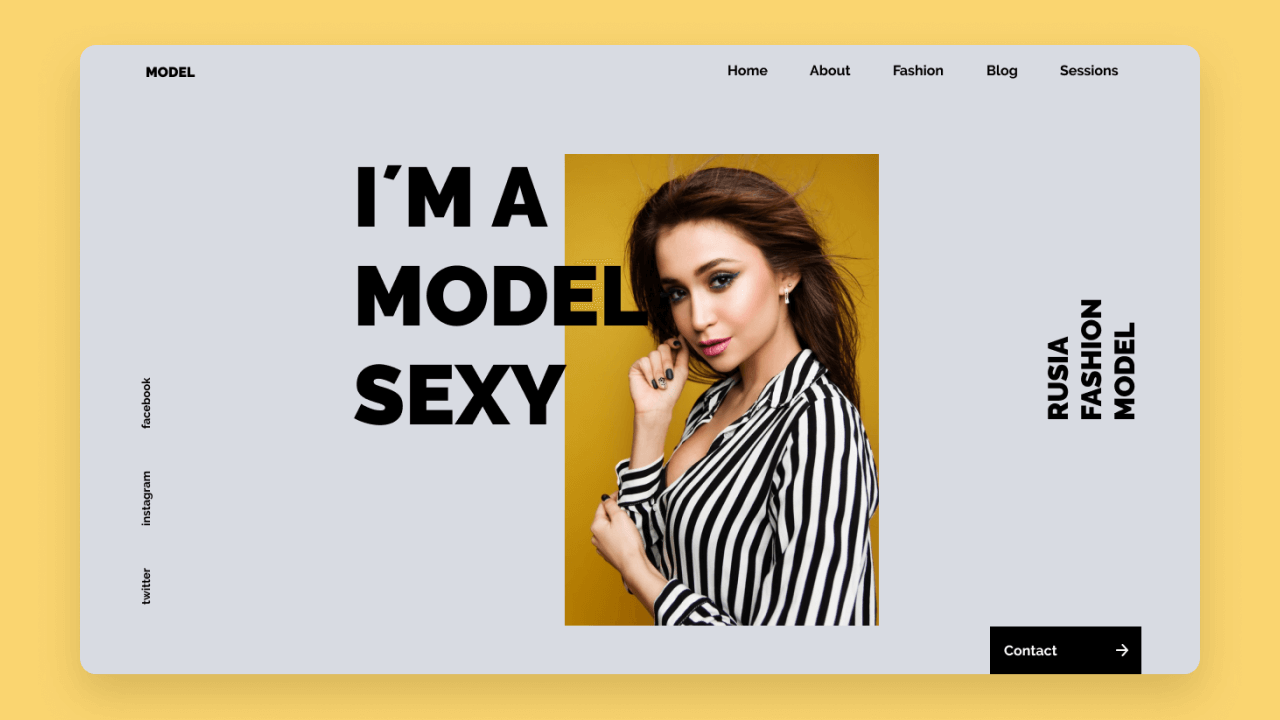 MODEL
Home About Fashion Blog Sessions
I´M A
MODEL
SEXY
facebook
instagram
twitter
RUSIA
FASHION
MODEL
Contact →